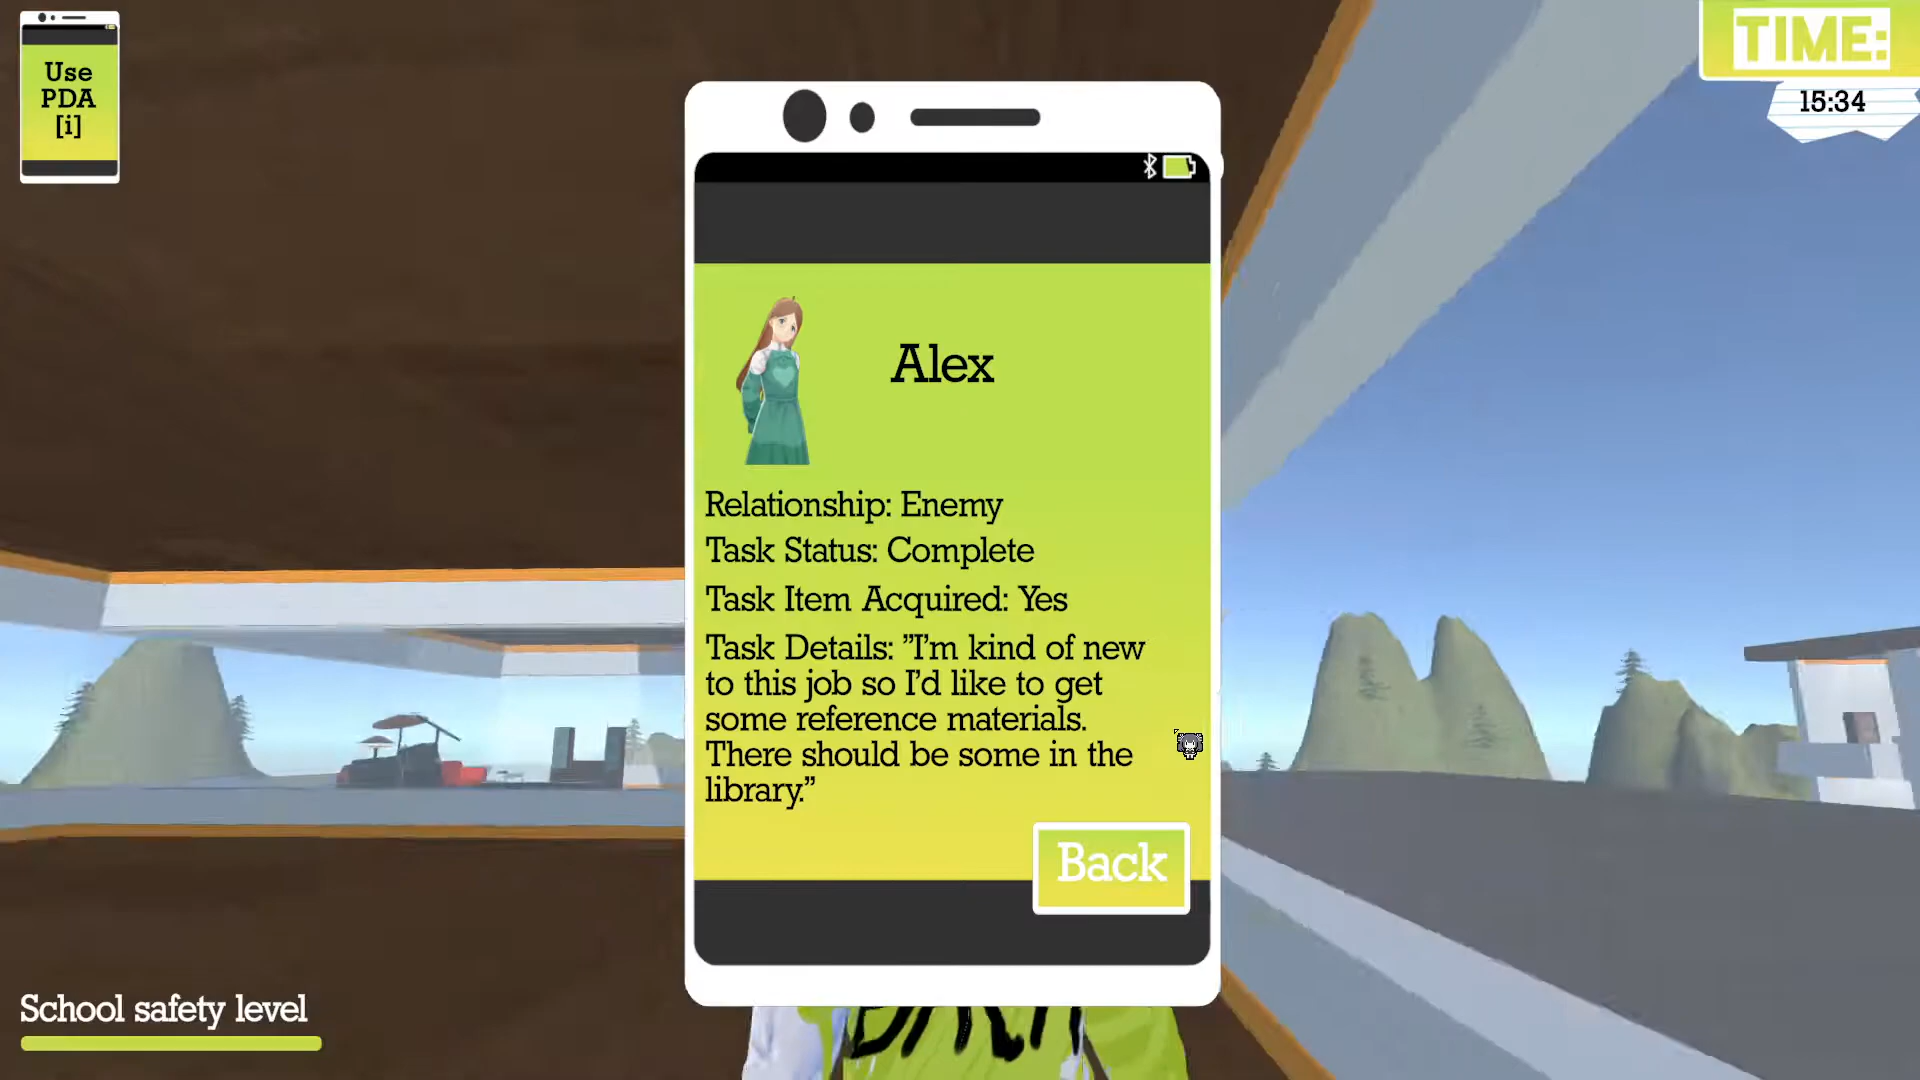 Use
PDA
[i]
TIME:
15:34
Alex
Relationship: Enemy
Task Status: Complete
Task Item Acquired: Yes
Task Details: ”I’m kind of new
to this job so I’d like to get
some reference materials.
There should be some in the
library.”
Back
School safety level